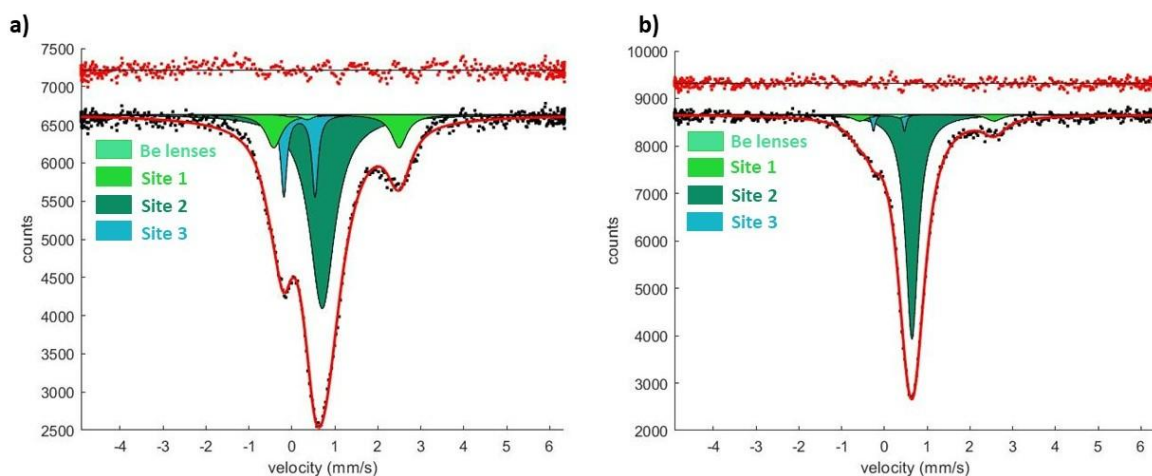 a)
7500
7000
6500
6000
5500
5000
4500
4000
3500
3000
2500
counts
Be lenses
Site 1
Site 2
Site 3
-4 -3 -2 -1 0 1 2 3 4 5 6
velocity (mm/s)
b)
10000
9000
8000
7000
6000
5000
4000
3000
2000
counts
Be lenses
Site 1
Site 2
Site 3
-4 -3 -2 -1 0 1 2 3 4 5 6
velocity (mm/s)